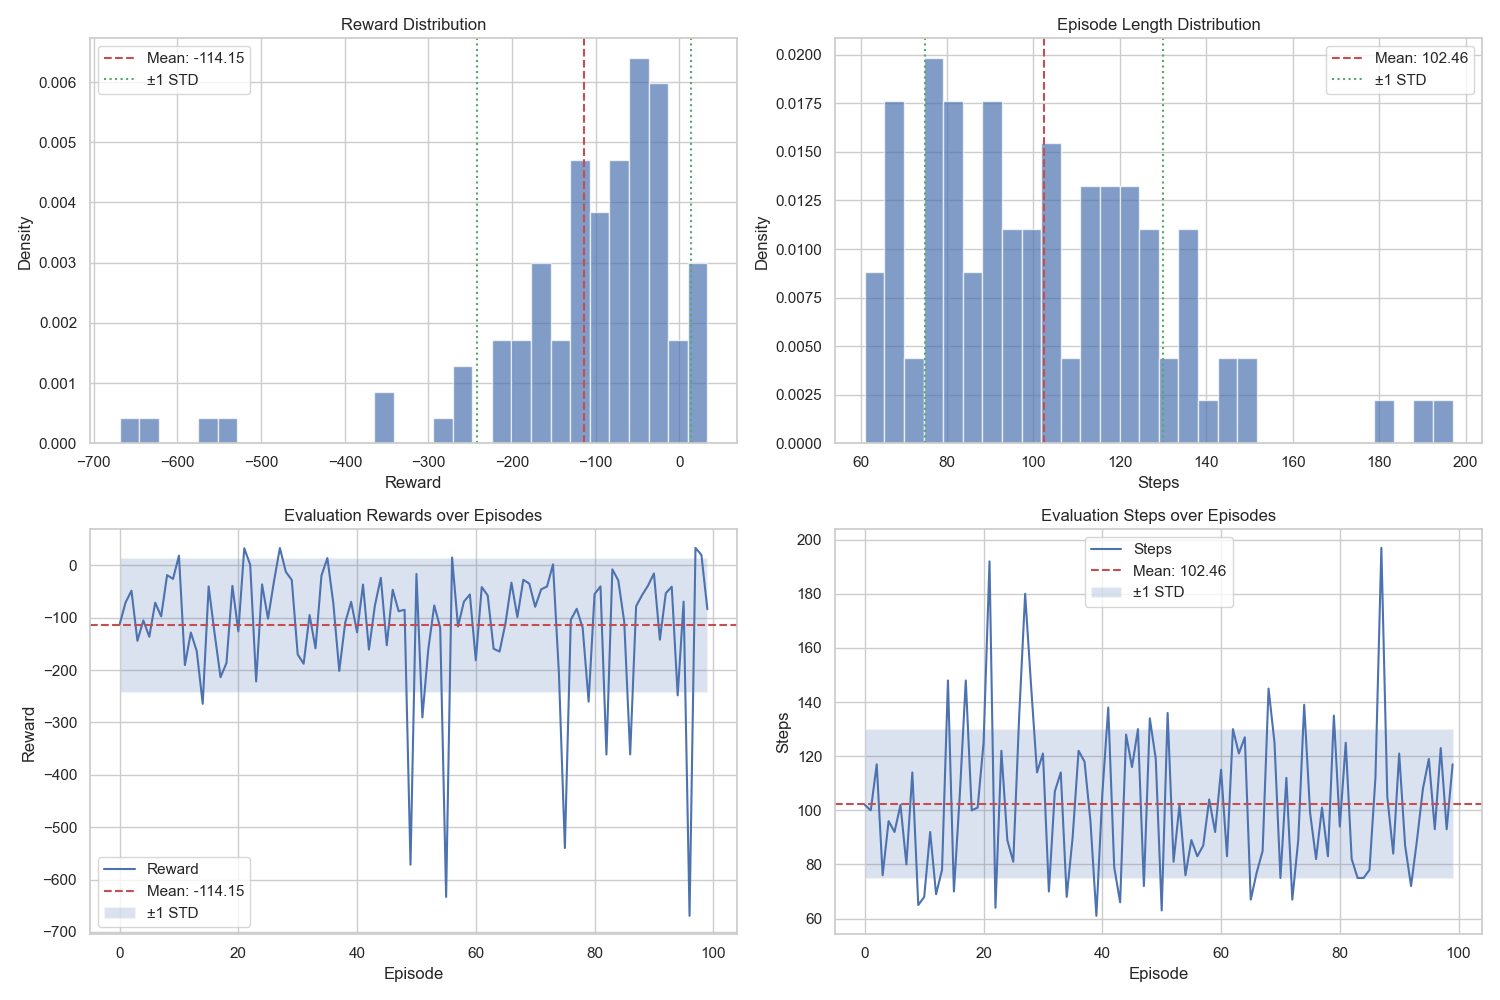 Reward Distribution
Mean: -114.15
±1 STD
0.006
0.005
0.004
0.003
0.002
0.001
0.000
Density
−700
−600
−500
−400
−300
−200
−100
0
Reward
Episode Length Distribution
Mean: 102.46
±1 STD
0.0200
0.0175
0.0150
0.0125
0.0100
0.0075
0.0050
0.0025
0.0000
Density
60
80
100
120
140
160
180
200
Steps
Evaluation Rewards over Episodes
0
−100
−200
−300
−400
−500
−600
−700
Reward
Reward
Mean: -114.15
±1 STD
0
20
40
60
80
100
Episode
Evaluation Steps over Episodes
Steps
Mean: 102.46
±1 STD
200
180
160
140
120
100
80
60
Steps
0
20
40
60
80
100
Episode